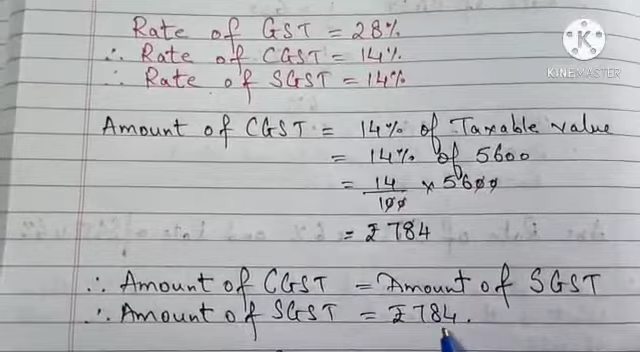 Rate of GST = 28%
∴ Rate of CGST = 14%
∴ Rate of SGST = 14%
KINEMASTER
Amount of CGST = 14% of Taxable value
= 14% of 5600
= 14/100 × 5600
= ₹784
∴ Amount of CGST = Amount of SGST
∴ Amount of SGST = ₹784.